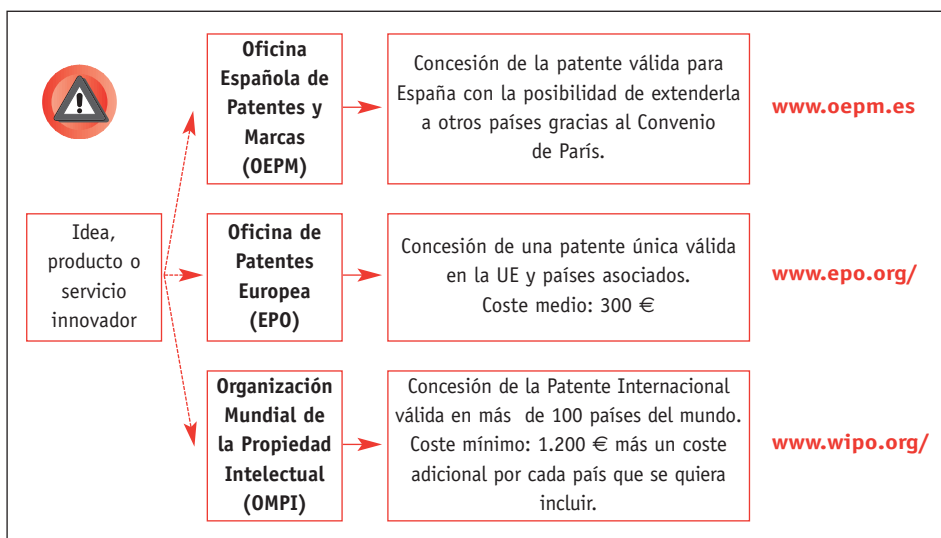 Oficina
Española de
Patentes y
Marcas
(OEPM)
Concesión de la patente válida para
España con la posibilidad de extenderla
a otros países gracias al Convenio
de París.
www.oepm.es
Idea,
producto o
servicio
innovador
Oficina de
Patentes
Europea
(EPO)
Concesión de una patente única válida
en la UE y países asociados.
Coste medio: 300 €
www.epo.org/
Organización
Mundial de
la Propiedad
Intelectual
(OMPI)
Concesión de la Patente Internacional
válida en más de 100 países del mundo.
Coste mínimo: 1.200 € más un coste
adicional por cada país que se quiera
incluir.
www.wipo.org/